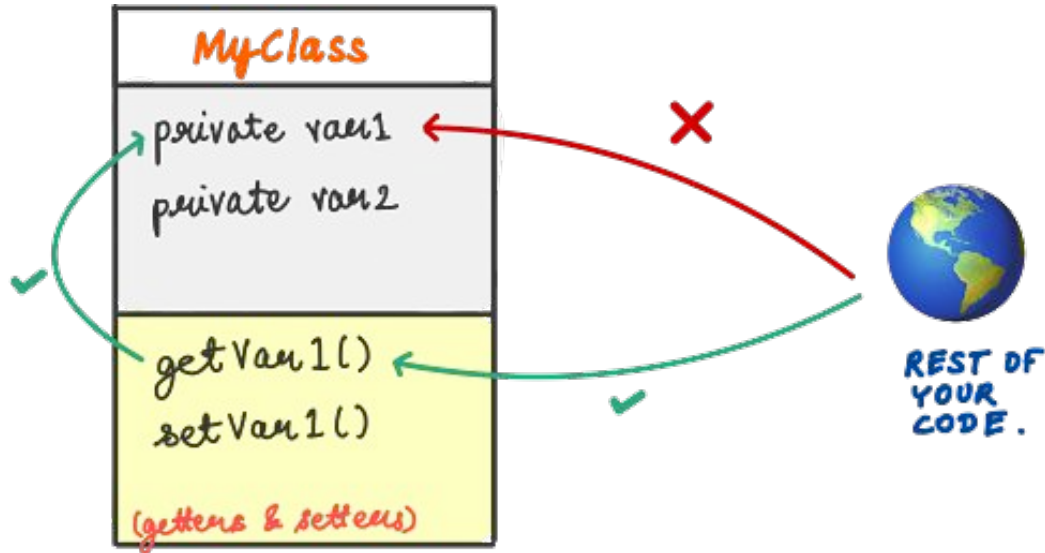 MyClass
private var1
private var2
getVar1()
setVar1()
(getters & setters)
REST OF
YOUR
CODE.